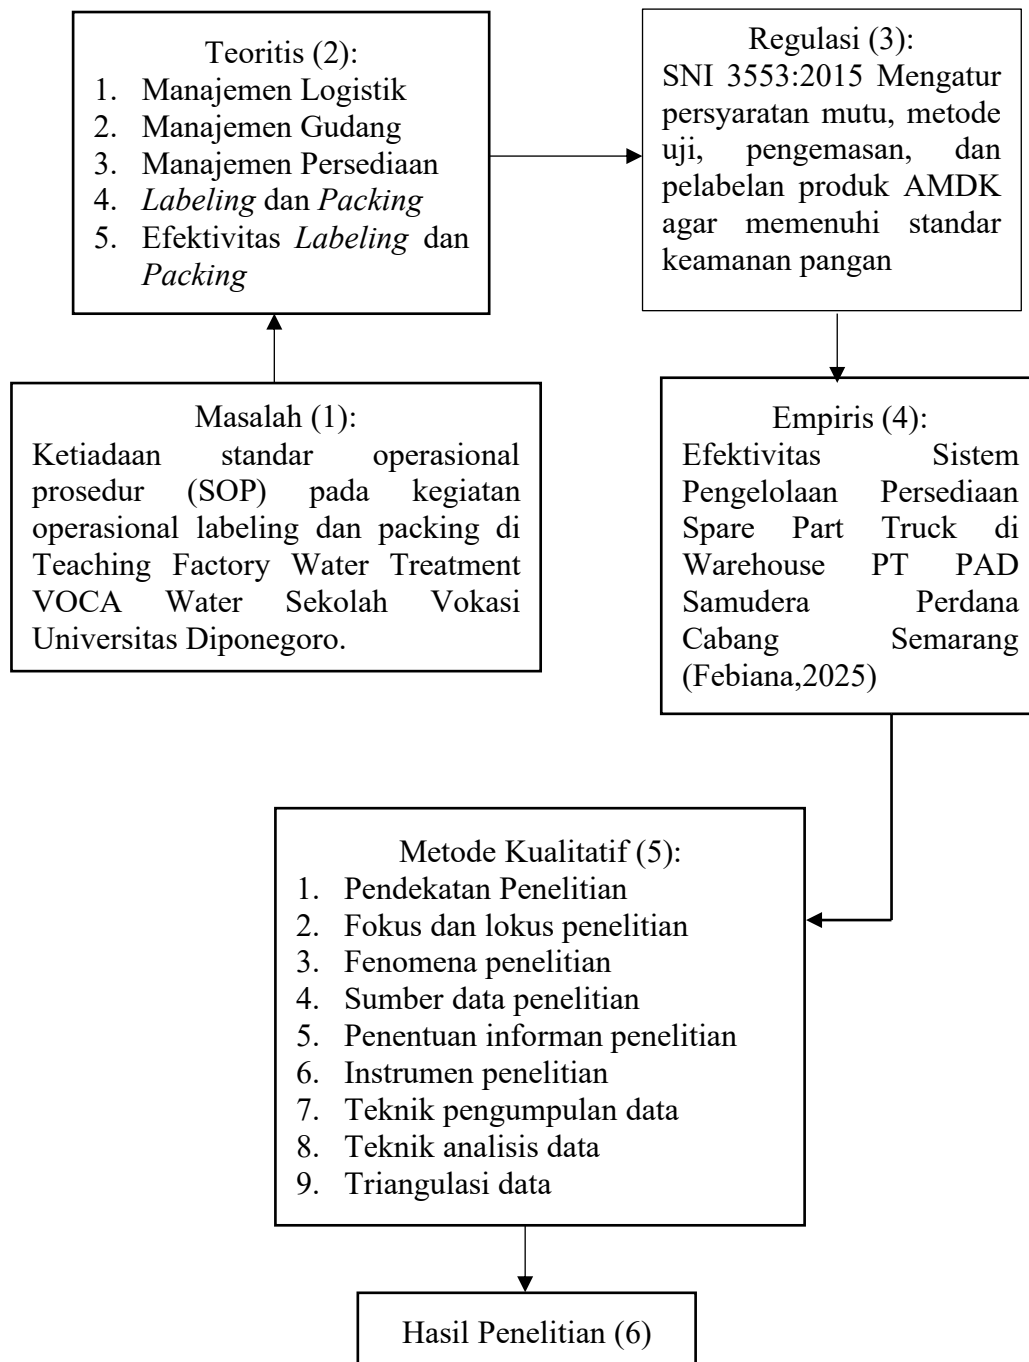 Teoritis (2):
1. Manajemen Logistik
2. Manajemen Gudang
3. Manajemen Persediaan
4. Labeling dan Packing
5. Efektivitas Labeling dan
Packing
Regulasi (3):
SNI 3553:2015 Mengatur
persyaratan mutu, metode
uji, pengemasan, dan
pelabelan produk AMDK
agar memenuhi standar
keamanan pangan
Masalah (1):
Ketiadaan standar operasional
prosedur (SOP) pada kegiatan
operasional labeling dan packing di
Teaching Factory Water Treatment
VOCA Water Sekolah Vokasi
Universitas Diponegoro.
Empiris (4):
Efektivitas Sistem
Pengelolaan Persediaan
Spare Part Truck di
Warehouse PT PAD
Samudera Perdana
Cabang Semarang
(Febiana,2025)
Metode Kualitatif (5):
1. Pendekatan Penelitian
2. Fokus dan lokus penelitian
3. Fenomena penelitian
4. Sumber data penelitian
5. Penentuan informan penelitian
6. Instrumen penelitian
7. Teknik pengumpulan data
8. Teknik analisis data
9. Triangulasi data
Hasil Penelitian (6)